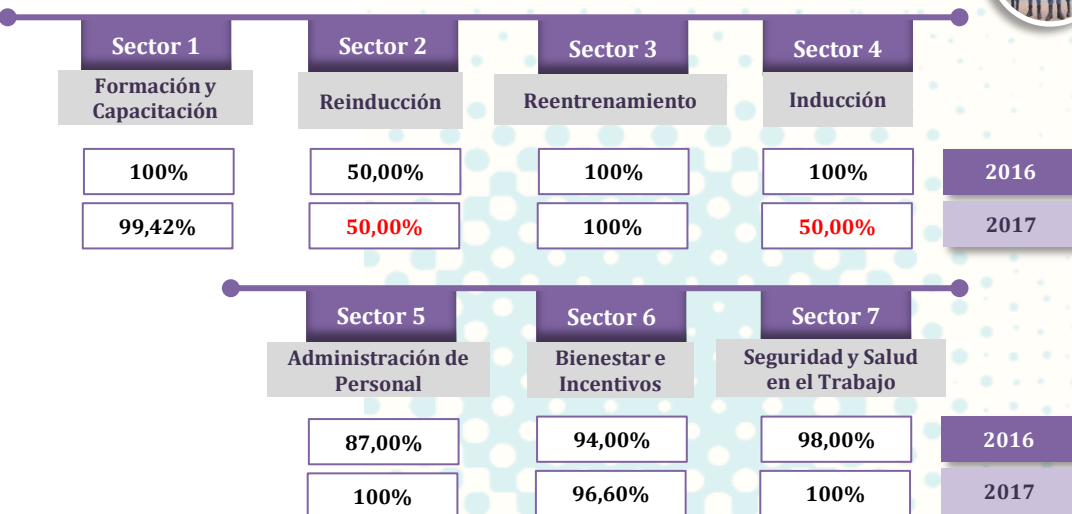 Sector 1
Sector 2
Sector 3
Sector 4
Formación y
Capacitación
Reinducción
Reentrenamiento
Inducción
100%
50,00%
100%
100%
2016
99,42%
50,00%
100%
50,00%
2017
Sector 5
Sector 6
Sector 7
Administración de
Personal
Bienestar e
Incentivos
Seguridad y Salud
en el Trabajo
87,00%
94,00%
98,00%
2016
100%
96,60%
100%
2017